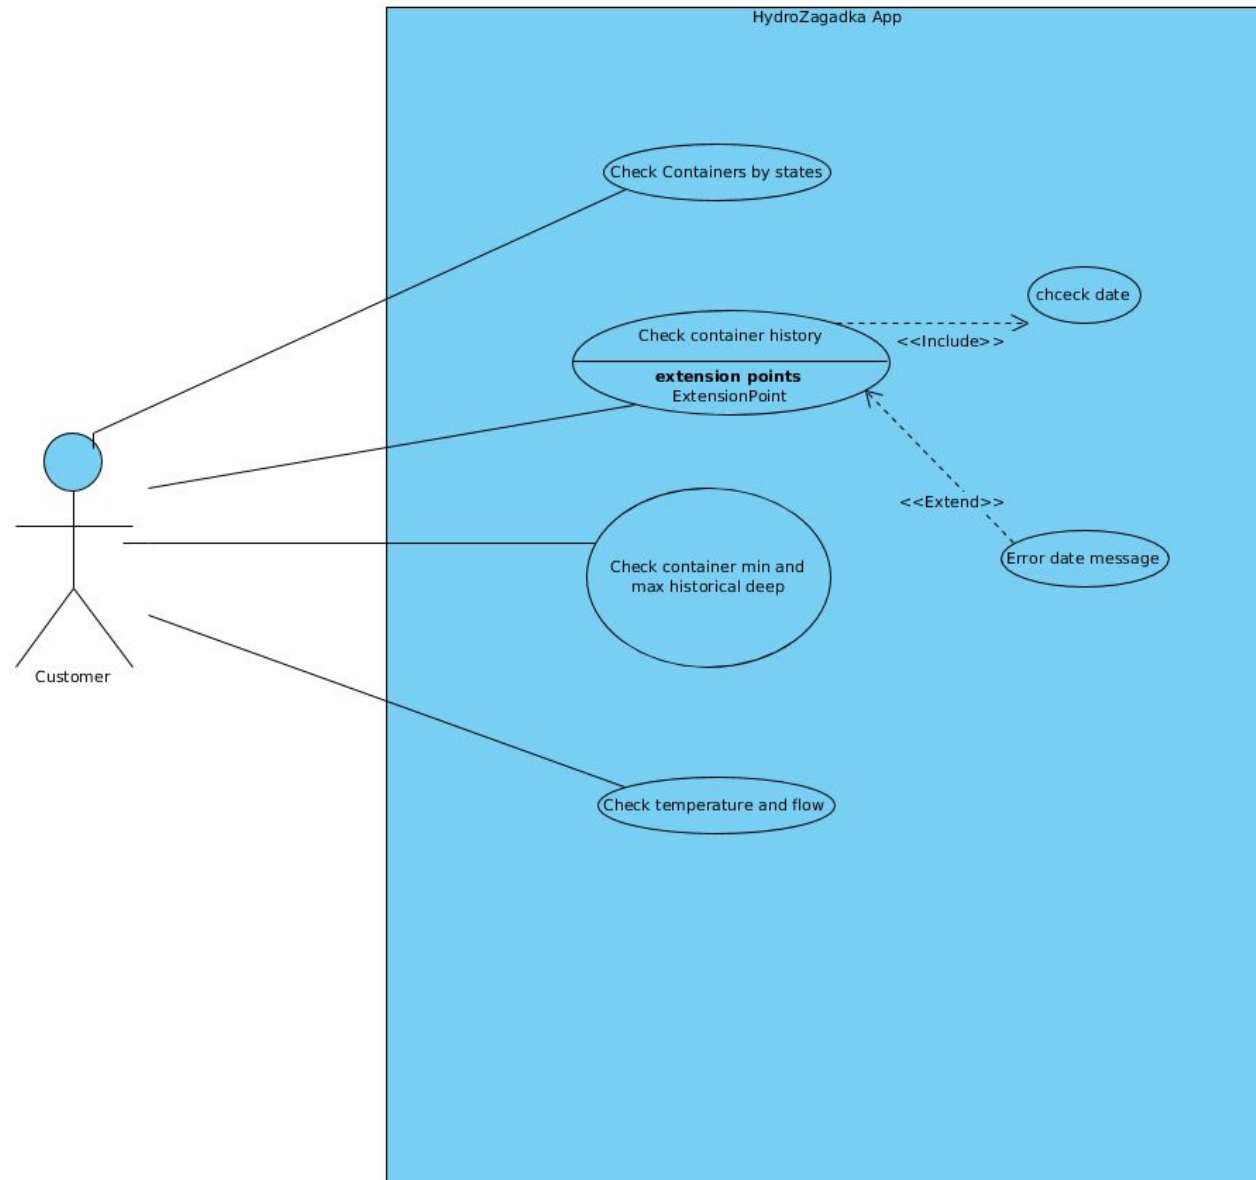 HydroZagadka App
Check Containers by states
chceck date
Check container history
<<Include>>
extension points
ExtensionPoint
<<Extend>>
Error date message
Check container min and
max historical deep
Customer
Check temperature and flow